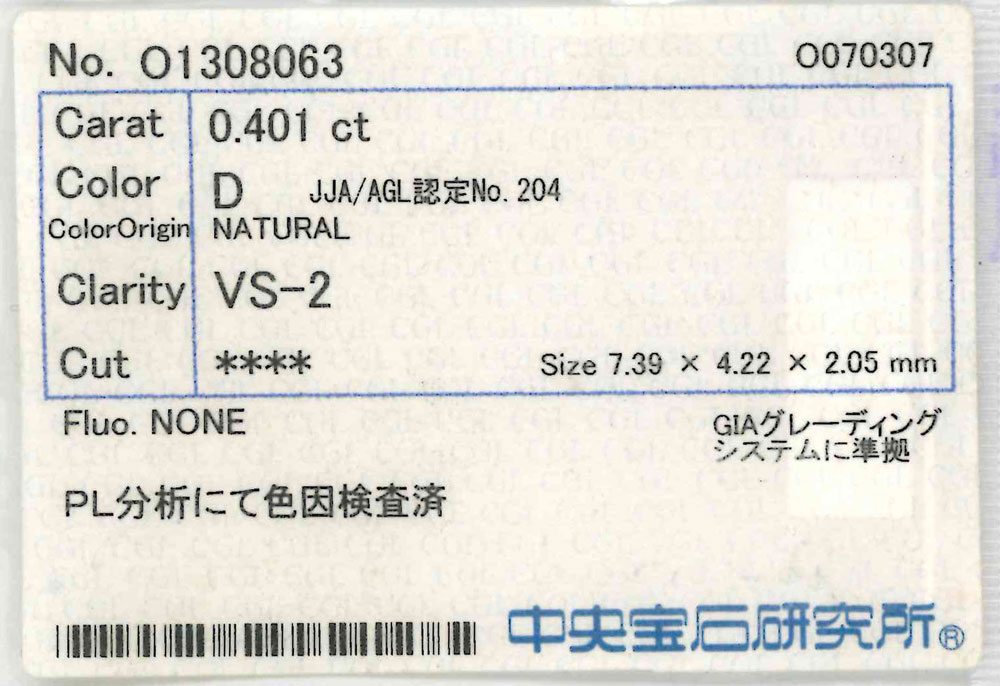 No. O1308063
O070307
Carat 0.401 ct
Color D JJA/AGL認定No.204
ColorOrigin NATURAL
Clarity VS-2
Cut **** Size 7.39 × 4.22 × 2.05 mm
Fluo. NONE
GIAグレーディング
システムに準拠
PL分析にて色因検査済
中央宝石研究所®